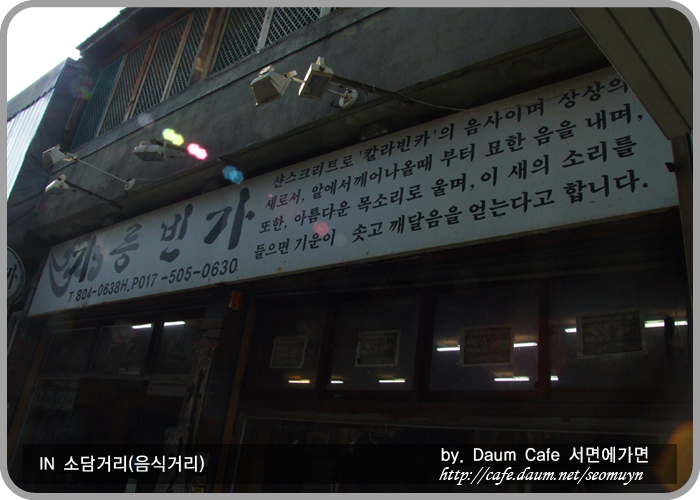 가릉빈가
T 804-0638 H.P 017-505-0630
산스크리트로 '칼라빈카'의 음사이며 상상의
새로서, 알에서깨어나올때 부터 묘한 음을 내며,
또한, 아름다운 목소리로 울며, 이 새의 소리를
들으면 기운이 솟고 깨달음을 얻는다고 합니다.
IN 소담거리(음식거리)
by. Daum Cafe 서면에가면
http://cafe.daum.net/seomuyn